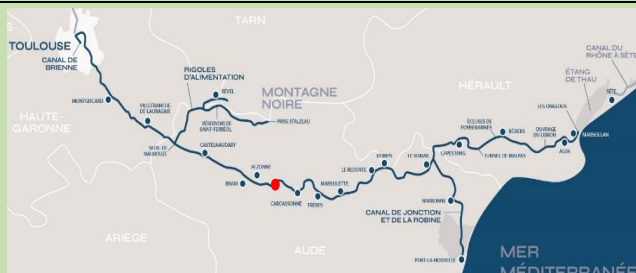 TARN
TOULOUSE
CANAL DE
BRIENNE
CANAL DU
RHÔNE À SÈTE
ÉTANG
DE THAU
RIGOLES
D'ALIMENTATION
HÉRAULT
MONTAGNE
NOIRE
REVEL
SÈTE
MONTGISCARD
VILLEFRANCHE
DE LAURAGAIS
LES ONGLOUS
HAUTE-
GARONNE
RÉSERVOIR DE
SAINT-FERRÉOL
PRISE D'ALZEAU
ÉCLUSES DE
FONSERANNES
BÉZIERS
OUVRAGE
DU LIBRON
MARSEILLAN
SEUIL DE
NAUROUZE
CASTELNAUDARY
AGDE
CAPESTANG
TUNNEL DE MALPAS
ALZONNE
HOMPS
LE SOMAIL
LE REDORTE
BRAM
MARSEILLETTE
CARCASSONNE
TRÈBES
NARBONNE
CANAL DE JONCTION
ET DE LA ROBINE
ARIÈGE
AUDE
PORT-LA-NOUVELLE
MER
MÉDITERRANÉE